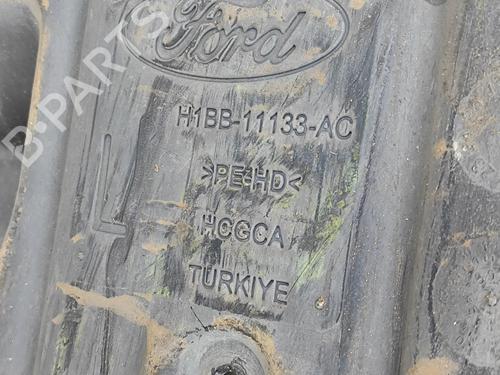 Ford
H1BB-11133-AC
>PE-HD<
HCGCA
TURKIYE
L
B-PARTS